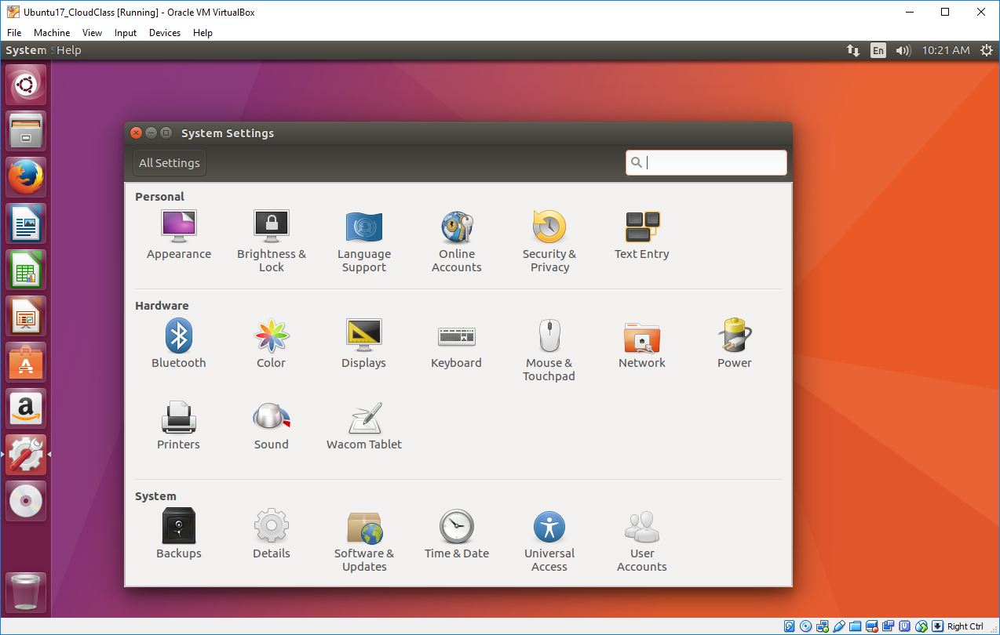 Ubuntu17_CloudClass [Running] - Oracle VM VirtualBox
File Machine View Input Devices Help
System Help
En 10:21 AM
System Settings
All Settings
Personal
Appearance
Brightness &
Lock
Language
Support
Online
Accounts
Security &
Privacy
Text Entry
Hardware
Bluetooth
Color
Displays
Keyboard
Mouse &
Touchpad
Network
Power
Printers
Sound
Wacom Tablet
System
Backups
Details
Software &
Updates
Time & Date
Universal
Access
User
Accounts
Right Ctrl